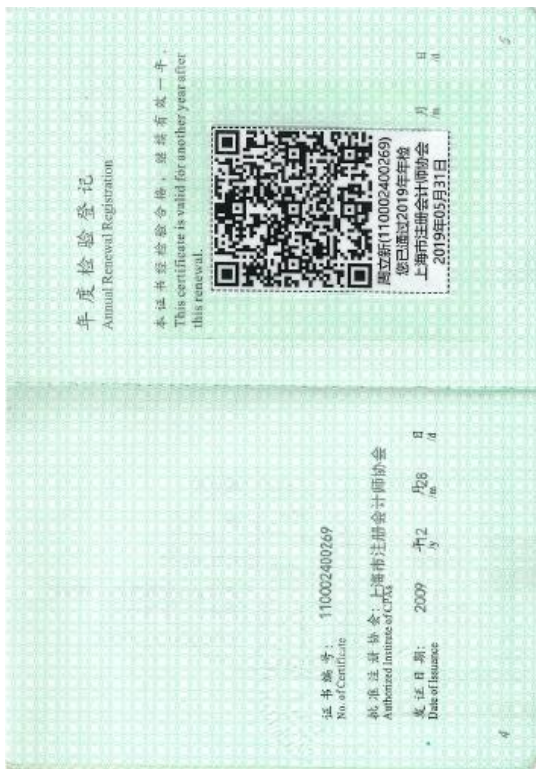 证书编号： 110002400269
No. of Certificate
批准注册协会：上海市注册会计师协会
Authorized Institute of CPAs
发证日期： 2009 年12 月28 日
Date of Issuance /y /m /d
4
年度检验登记
Annual Renewal Registration
本证书经检验合格，继续有效一年。
This certificate is valid for another year after
this renewal.
周立新(110002400269)
您已通过2019年年检
上海市注册会计师协会
2019年05月31日
月 日
/m /d
5